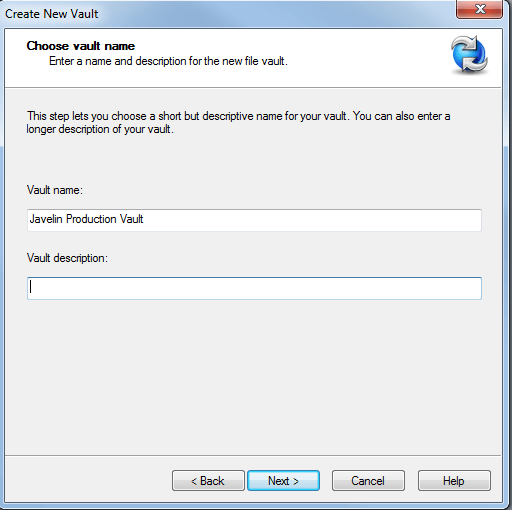 Create New Vault
Choose vault name
Enter a name and description for the new file vault.
This step lets you choose a short but descriptive name for your vault. You can also enter a
longer description of your vault.
Vault name:
Javelin Production Vault
Vault description:
< Back
Next >
Cancel
Help